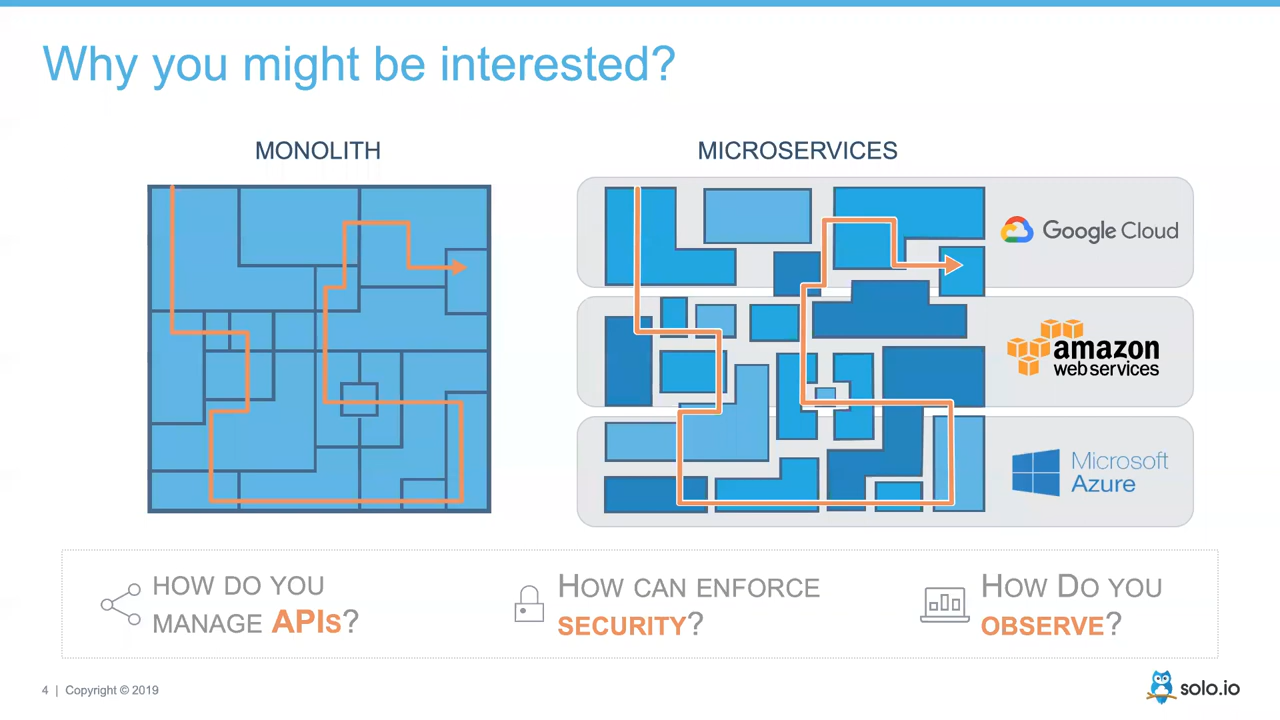 Why you might be interested?
MONOLITH
MICROSERVICES
Google Cloud
amazon
web services
Microsoft
Azure
HOW DO YOU
MANAGE APIS?
HOW CAN ENFORCE
SECURITY?
HOW DO YOU
OBSERVE?
4 | Copyright © 2019
solo.io